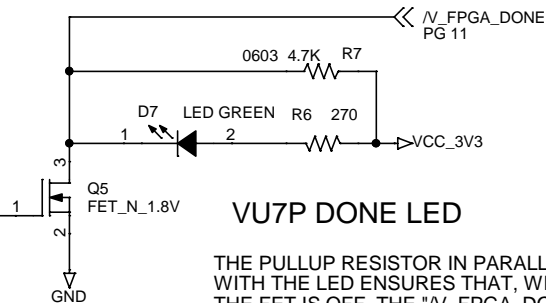 /V_FPGA_DONE
PG 11
0603 4.7K R7
D7 LED GREEN R6 270
1 2 VCC_3V3
3
Q5
1 FET_N_1.8V
2
VU7P DONE LED
GND
THE PULLUP RESISTOR IN PARALL
WITH THE LED ENSURES THAT, W
THE FET IS OFF, THE "/V_FPGA_DO